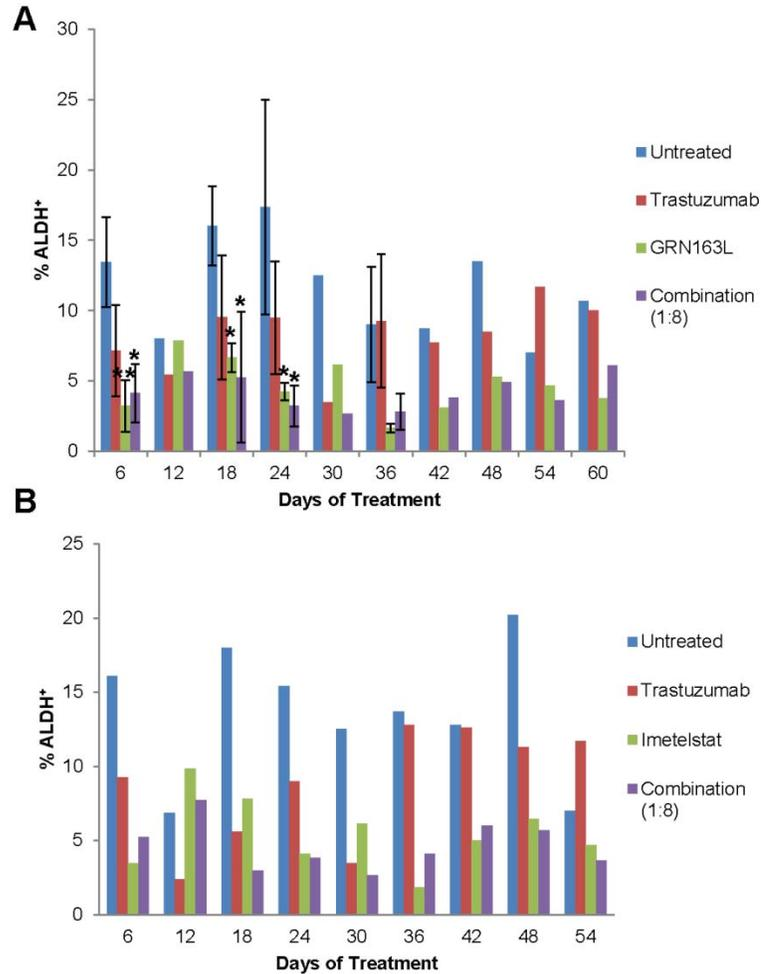 A
30
25
20
15
10
5
0
% ALDH⁺
* ** * * * * *
6 12 18 24 30 36 42 48 54 60
Days of Treatment
Untreated
Trastuzumab
GRN163L
Combination
(1:8)
B
25
20
15
10
5
0
% ALDH⁺
6 12 18 24 30 36 42 48 54
Days of Treatment
Untreated
Trastuzumab
Imetelstat
Combination
(1:8)